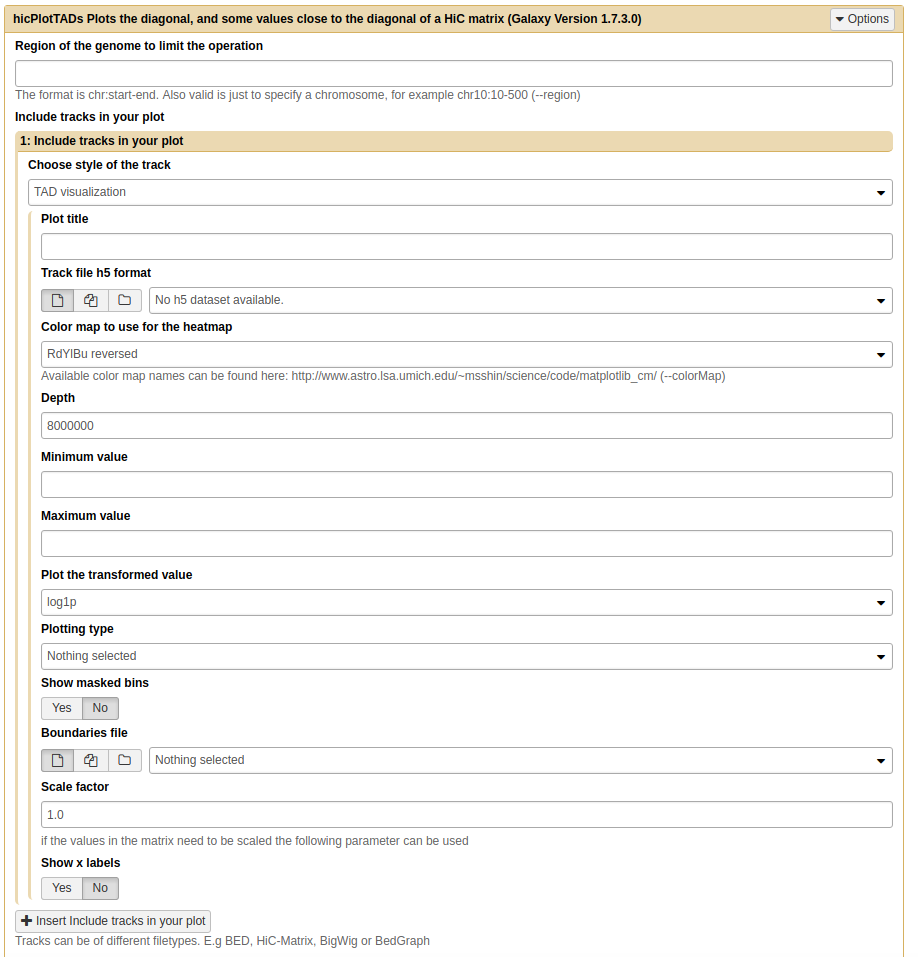 hicPlotTADs Plots the diagonal, and some values close to the diagonal of a HiC matrix (Galaxy Version 1.7.3.0)
Options
Region of the genome to limit the operation
The format is chr:start-end. Also valid is just to specify a chromosome, for example chr10:10-500 (--region)
Include tracks in your plot
1: Include tracks in your plot
Choose style of the track
TAD visualization
Plot title
Track file h5 format
No h5 dataset available.
Color map to use for the heatmap
RdYlBu reversed
Available color map names can be found here: http://www.astro.lsa.umich.edu/~msshin/science/code/matplotlib_cm/ (--colorMap)
Depth
8000000
Minimum value
Maximum value
Plot the transformed value
log1p
Plotting type
Nothing selected
Show masked bins
Yes No
Boundaries file
Nothing selected
Scale factor
1.0
if the values in the matrix need to be scaled the following parameter can be used
Show x labels
Yes No
Insert Include tracks in your plot
Tracks can be of different filetypes. E.g BED, HiC-Matrix, BigWig or BedGraph